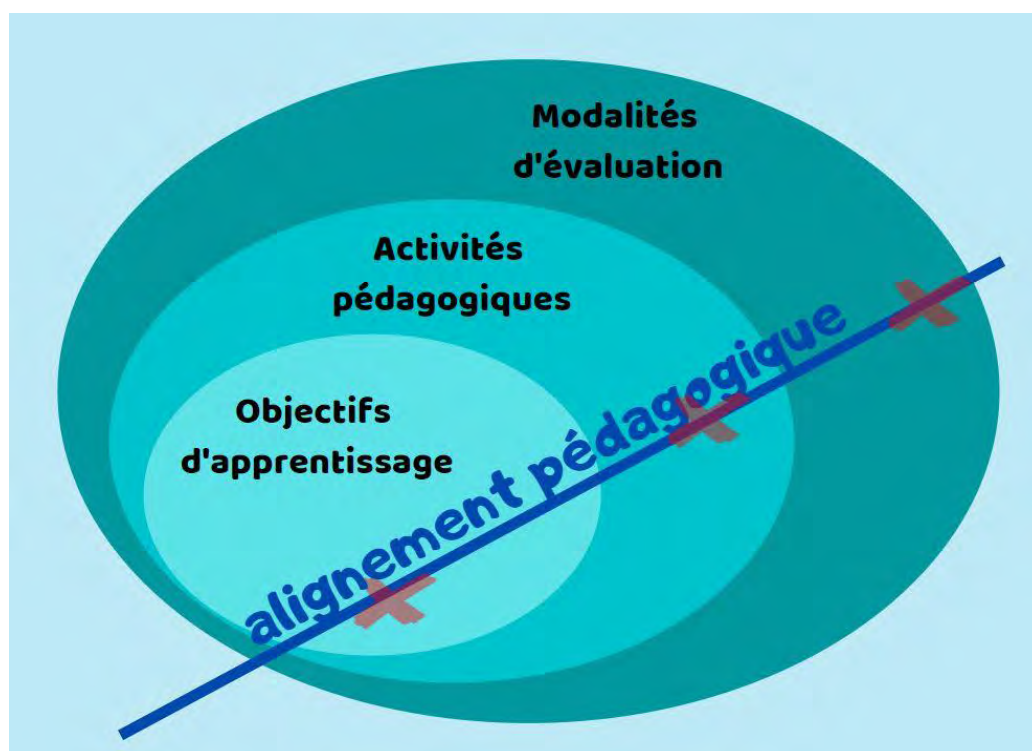 Modalités
d'évaluation
Activités
pédagogiques
Objectifs
d'apprentissage
alignement pédagogique